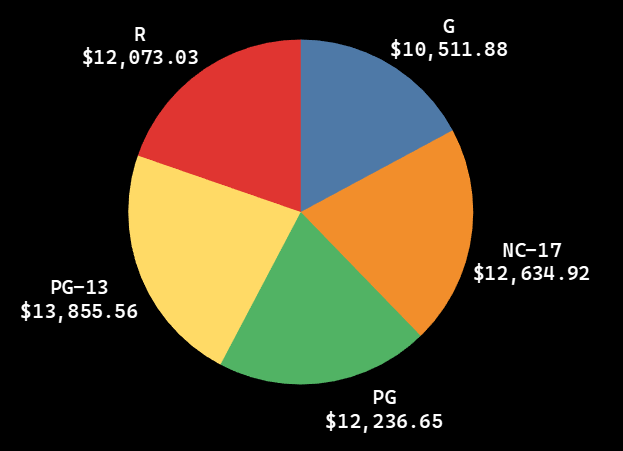 R
$12,073.03
G
$10,511.88
NC-17
$12,634.92
PG-13
$13,855.56
PG
$12,236.65